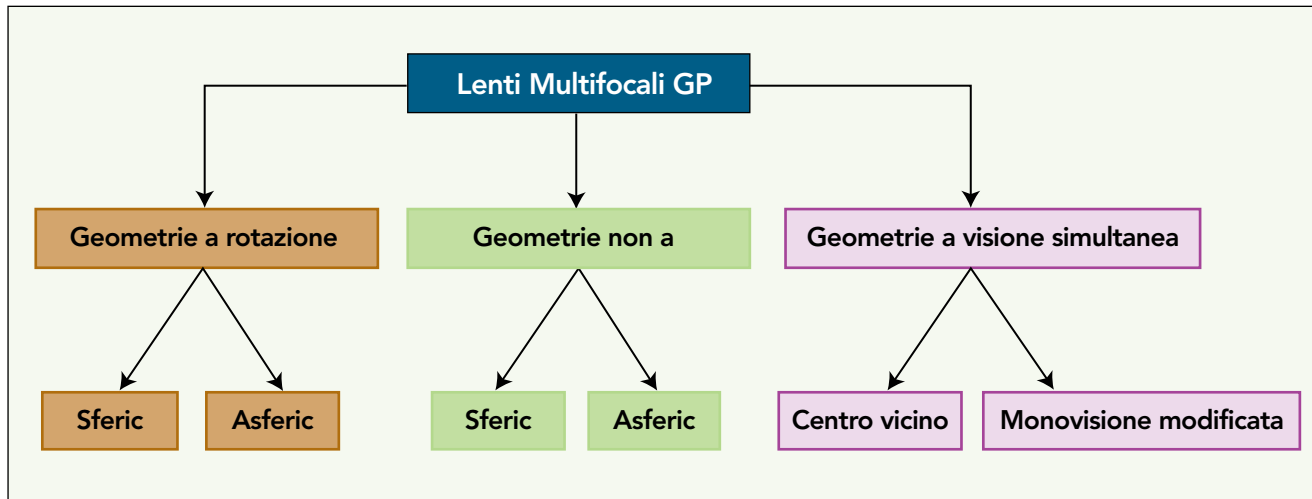 Lenti Multifocali GP
Geometrie a rotazione
Geometrie non a
Geometrie a visione simultanea
Sferic
Asferic
Sferic
Asferic
Centro vicino
Monovisione modificata